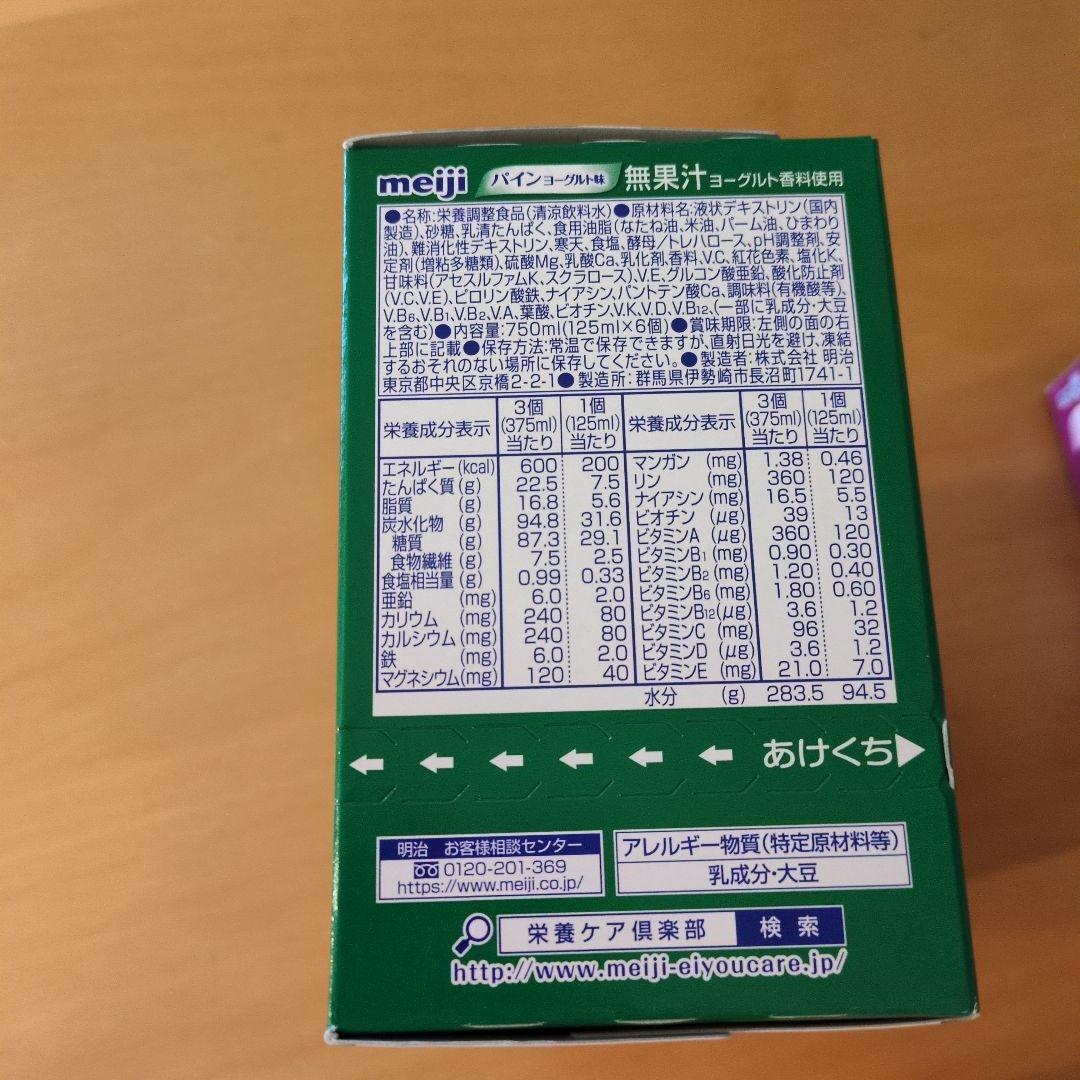 meiji パインヨーグルト味 無果汁 ヨーグルト香料使用
●名称:栄養調整食品(清涼飲料水)●原材料名:液状デキストリン(国内
製造)、砂糖、乳清たんぱく、食用油脂(なたね油、米油、パーム油、ひまわり
油)、難消化性デキストリン、寒天、食塩、酵母/トレハロース、pH調整剤、安
定剤(増粘多糖類)、硫酸Mg、乳酸Ca、乳化剤、香料、V.C、紅花色素、塩化K、
甘味料(アセスルファムK、スクラロース)、V.E、グルコン酸亜鉛、酸化防止剤
(V.C、V.E)、ピロリン酸鉄、ナイアシン、パントテン酸Ca、調味料(有機酸等)、
V.B6、V.B1、V.B2、V.A、葉酸、ビオチン、V.K、V.D、V.B12、(一部に乳成分・大豆
を含む)●内容量:750ml(125ml×6個)●賞味期限:左側の面の右
上部に記載●保存方法:常温で保存できますが、直射日光を避け、凍結
するおそれのない場所に保存してください。●製造者:株式会社 明治
東京都中央区京橋2-2-1●製造所:群馬県伊勢崎市長沼町1741-1
栄養成分表示 3個(375ml)当たり 1個(125ml)当たり 栄養成分表示 3個(375ml)当たり 1個(125ml)当たり
エネルギー(kcal) 600 200 マンガン (mg) 1.38 0.46
たんぱく質(g) 22.5 7.5 リン (mg) 360 120
脂質 (g) 16.8 5.6 ナイアシン (mg) 16.5 5.5
炭水化物 (g) 94.8 31.6 ビオチン (μg) 39 13
糖質 (g) 87.3 29.1 ビタミンA (μg) 360 120
食物繊維 (g) 7.5 2.5 ビタミンB1 (mg) 0.90 0.30
食塩相当量 (g) 0.99 0.33 ビタミンB2 (mg) 1.20 0.40
亜鉛 (mg) 6.0 2.0 ビタミンB6 (mg) 1.80 0.60
カリウム (mg) 240 80 ビタミンB12(μg) 3.6 1.2
カルシウム (mg) 240 80 ビタミンC (mg) 96 32
鉄 (mg) 6.0 2.0 ビタミンD (μg) 3.6 1.2
マグネシウム(mg) 120 40 ビタミンE (mg) 21.0 7.0
水分 (g) 283.5 94.5
あけくち
明治 お客様相談センター
0120-201-369
https://www.meiji.co.jp/
アレルギー物質(特定原材料等)
乳成分・大豆
栄養ケア倶楽部 検索
http://www.meiji-eiyoucare.jp/